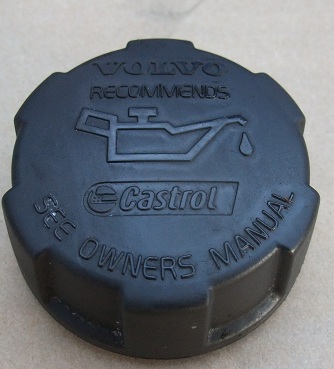 VOLVO
RECOMMENDS
Castrol
SEE OWNERS MANUAL